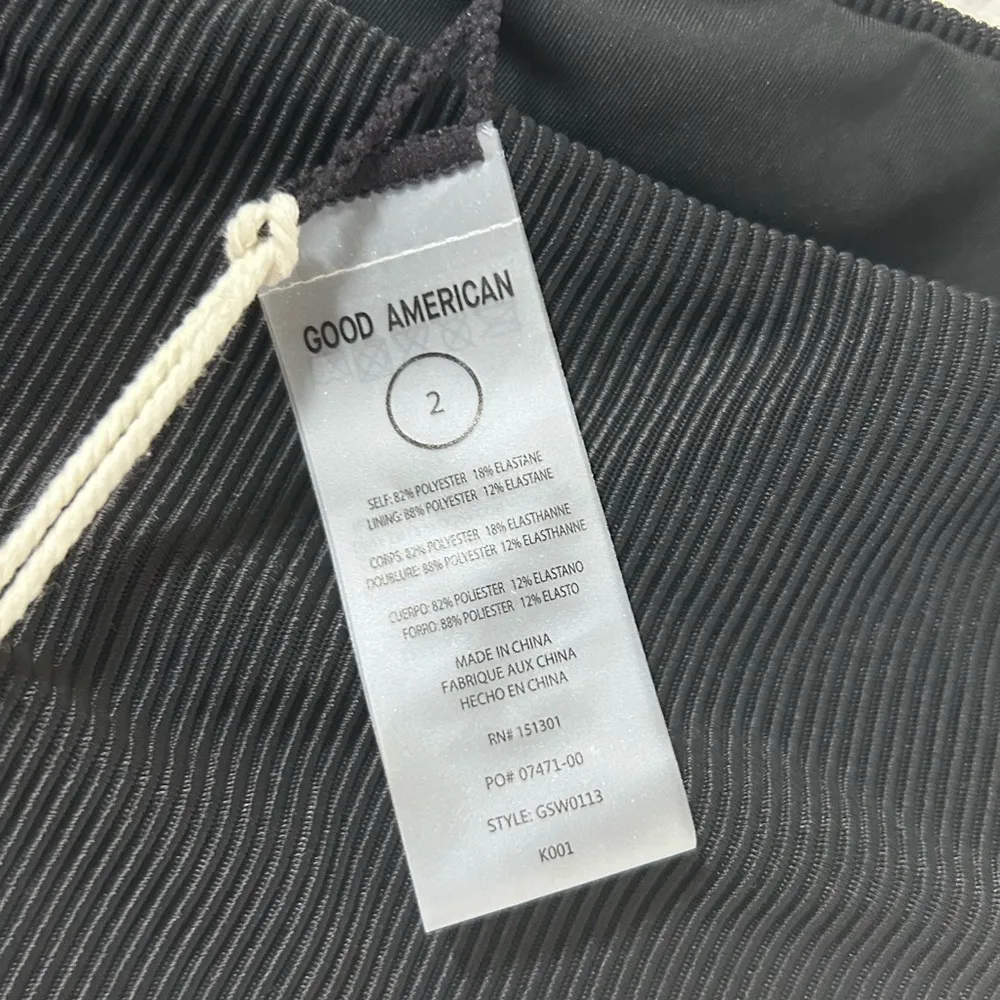 GOOD AMERICAN
2
SELF: 82% POLYESTER 18% ELASTANE
LINING: 88% POLYESTER 12% ELASTANE
CORPS: 82% POLYESTER 18% ELASTHANNE
DOUBLURE: 88% POLYESTER 12% ELASTHANNE
CUERPO: 82% POLIESTER 12% ELASTANO
FORRO: 88% POLIESTER 12% ELASTO
MADE IN CHINA
FABRIQUE AUX CHINA
HECHO EN CHINA
RN# 151301
PO# 07471-00
STYLE: GSW0113
K001